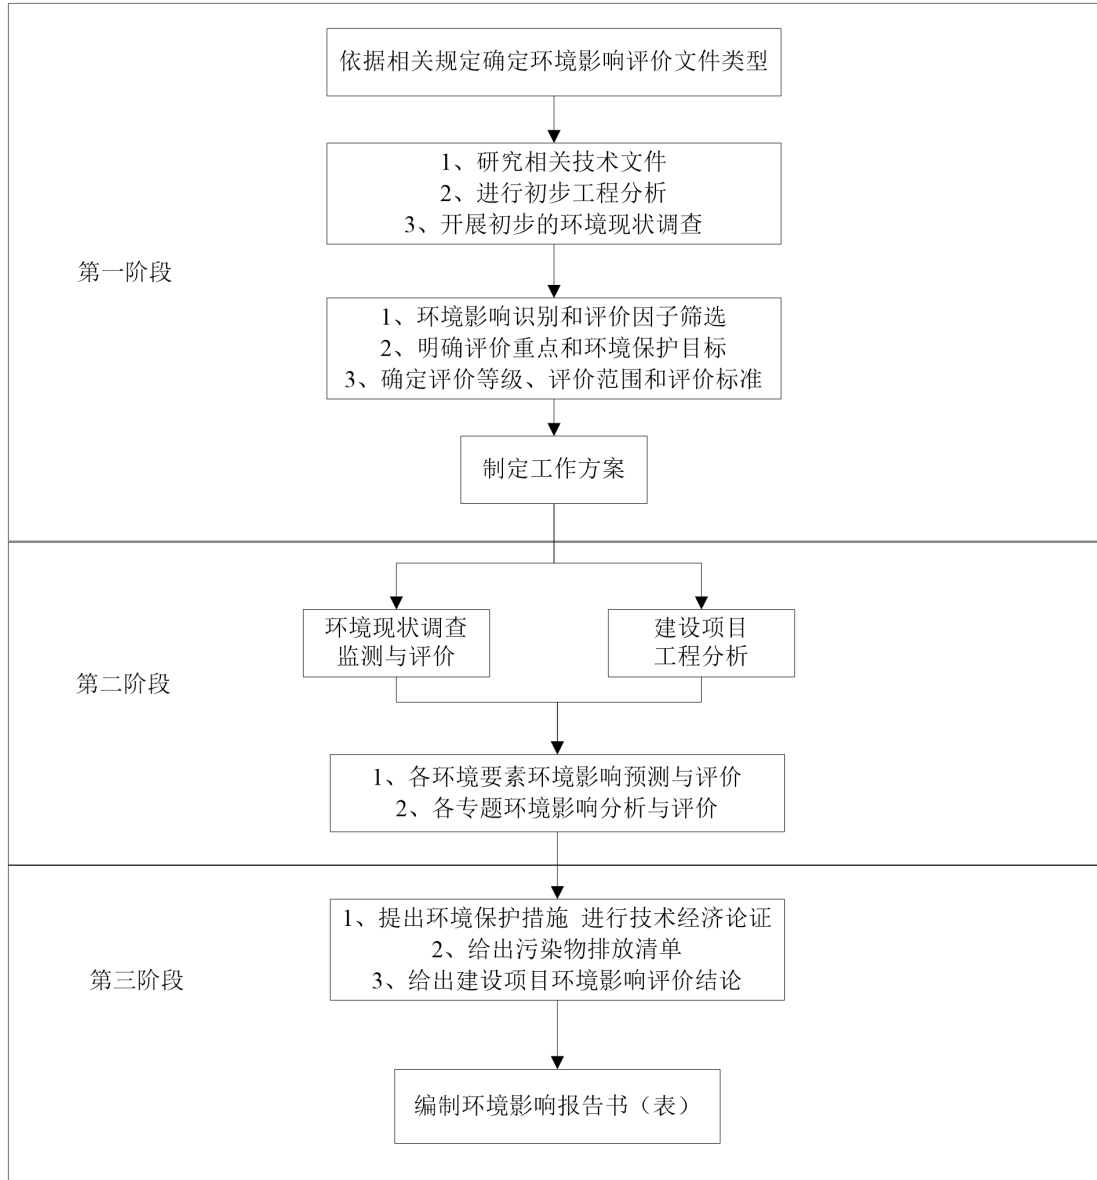 依据相关规定确定环境影响评价文件类型
1、研究相关技术文件
2、进行初步工程分析
3、开展初步的环境现状调查
第一阶段
1、环境影响识别和评价因子筛选
2、明确评价重点和环境保护目标
3、确定评价等级、评价范围和评价标准
制定工作方案
环境现状调查
监测与评价
建设项目
工程分析
第二阶段
1、各环境要素环境影响预测与评价
2、各专题环境影响分析与评价
1、提出环境保护措施 进行技术经济论证
2、给出污染物排放清单
3、给出建设项目环境影响评价结论
第三阶段
编制环境影响报告书（表）